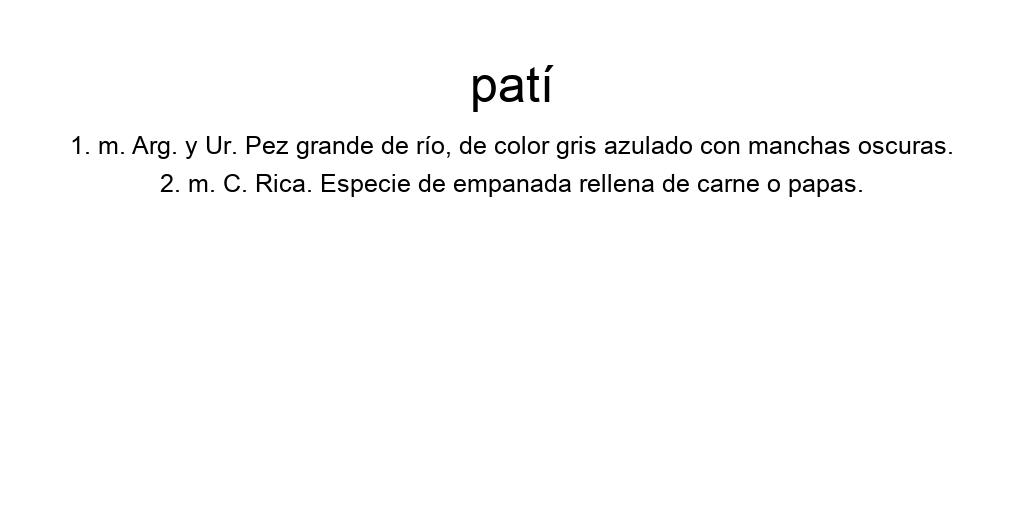 patí
1. m. Arg. y Ur. Pez grande de río, de color gris azulado con manchas oscuras.
2. m. C. Rica. Especie de empanada rellena de carne o papas.